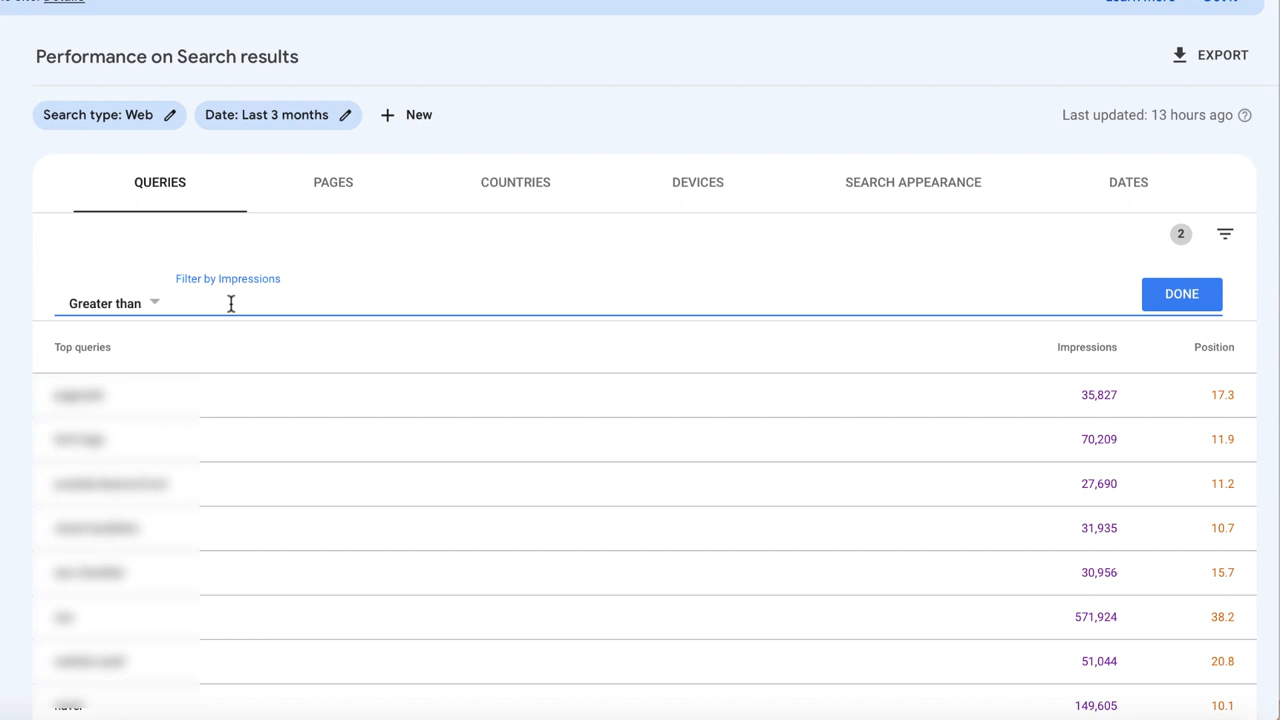 Performance on Search results
EXPORT
Search type: Web
Date: Last 3 months
New
Last updated: 13 hours ago
QUERIES
PAGES
COUNTRIES
DEVICES
SEARCH APPEARANCE
DATES
2
Filter by Impressions
Greater than
DONE
Top queries
Impressions
Position
35,827 17.3
70,209 11.9
27,690 11.2
31,935 10.7
30,956 15.7
571,924 38.2
51,044 20.8
149,605 10.1